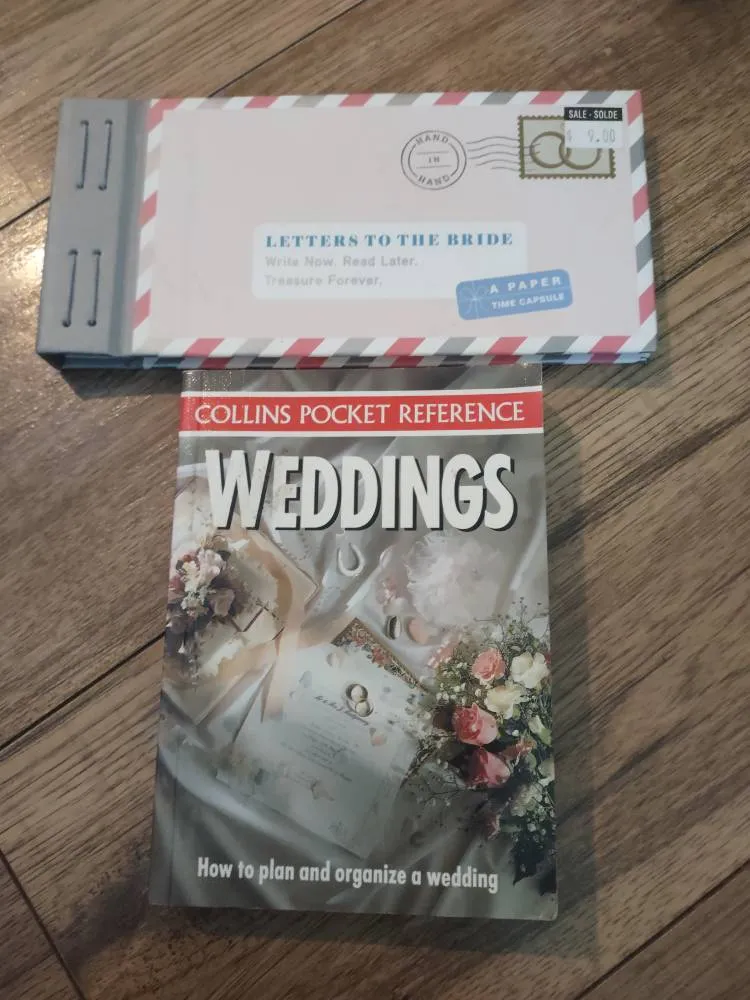 SALE - SOLDE
$ 9.00
HAND
IN
HAND
LETTERS TO THE BRIDE
Write Now. Read Later.
Treasure Forever.
A PAPER
TIME CAPSULE
COLLINS POCKET REFERENCE
WEDDINGS
How to plan and organize a wedding